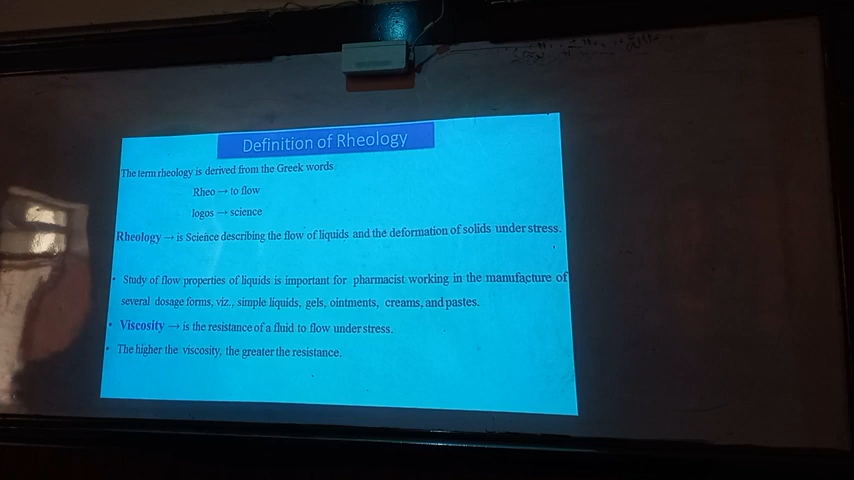 Definition of Rheology
The term rheology is derived from the Greek words
Rheo → to flow
logos → science
Rheology → is Science describing the flow of liquids and the deformation of solids under stress.
• Study of flow properties of liquids is important for pharmacist working in the manufacture of
several dosage forms, viz., simple liquids, gels, ointments, creams, and pastes.
• Viscosity → is the resistance of a fluid to flow under stress.
• The higher the viscosity, the greater the resistance.